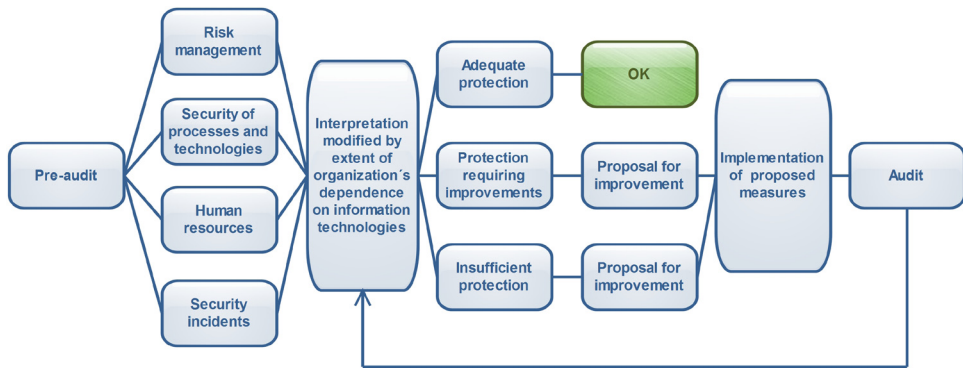 Pre-audit
Risk
management
Security of
processes and
technologies
Human
resources
Security
incidents
Interpretation
modified by
extent of
organization´s
dependence
on information
technologies
Adequate
protection
OK
Protection
requiring
improvements
Proposal for
improvement
Insufficient
protection
Proposal for
improvement
Implementation
of proposed
measures
Audit